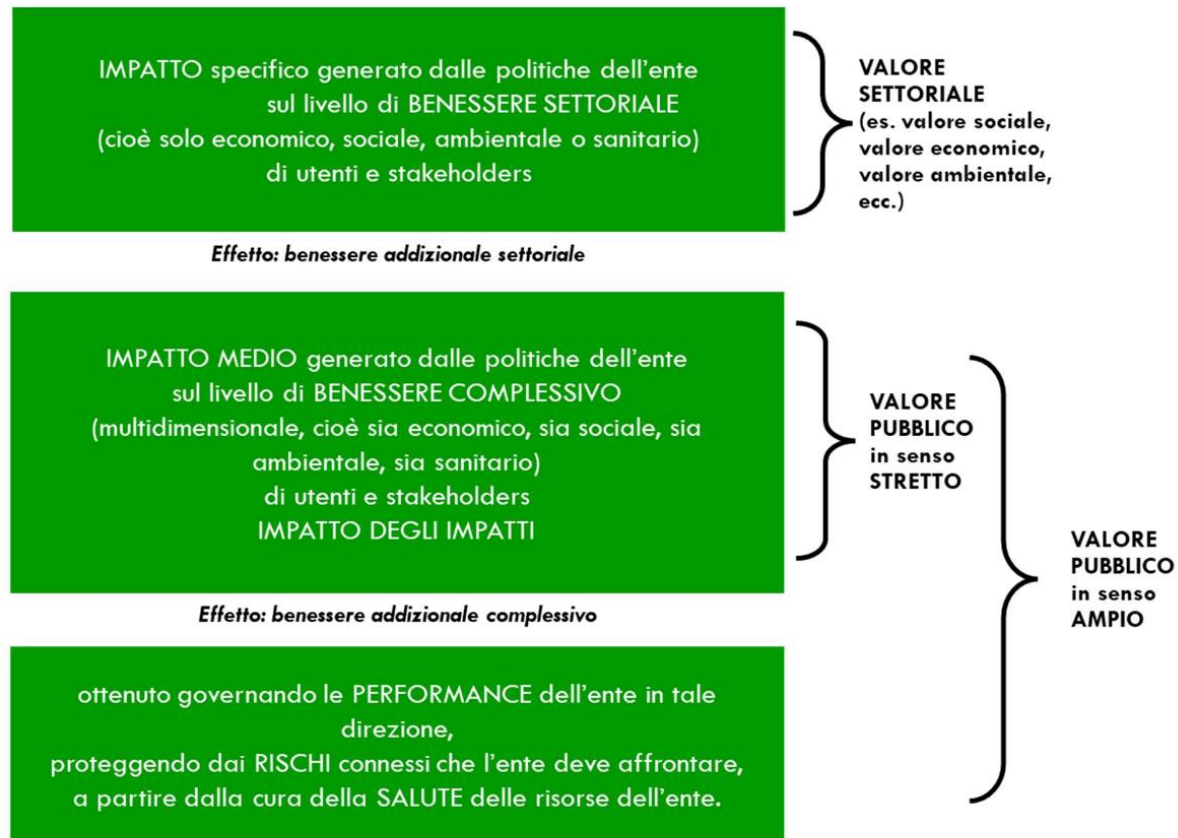 IMPATTO specifico generato dalle politiche dell'ente
sul livello di BENESSERE SETTORIALE
(cioè solo economico, sociale, ambientale o sanitario)
di utenti e stakeholders
VALORE
SETTORIALE
(es. valore sociale,
valore economico,
valore ambientale,
ecc.)
Effetto: benessere addizionale settoriale
IMPATTO MEDIO generato dalle politiche dell'ente
sul livello di BENESSERE COMPLESSIVO
(multidimensionale, cioè sia economico, sia sociale, sia
ambientale, sia sanitario)
di utenti e stakeholders
IMPATTO DEGLI IMPATTI
VALORE
PUBBLICO
in senso
STRETTO
VALORE
PUBBLICO
in senso
AMPIO
Effetto: benessere addizionale complessivo
ottenuto governando le PERFORMANCE dell'ente in tale
direzione,
proteggendo dai RISCHI connessi che l'ente deve affrontare,
a partire dalla cura della SALUTE delle risorse dell'ente.